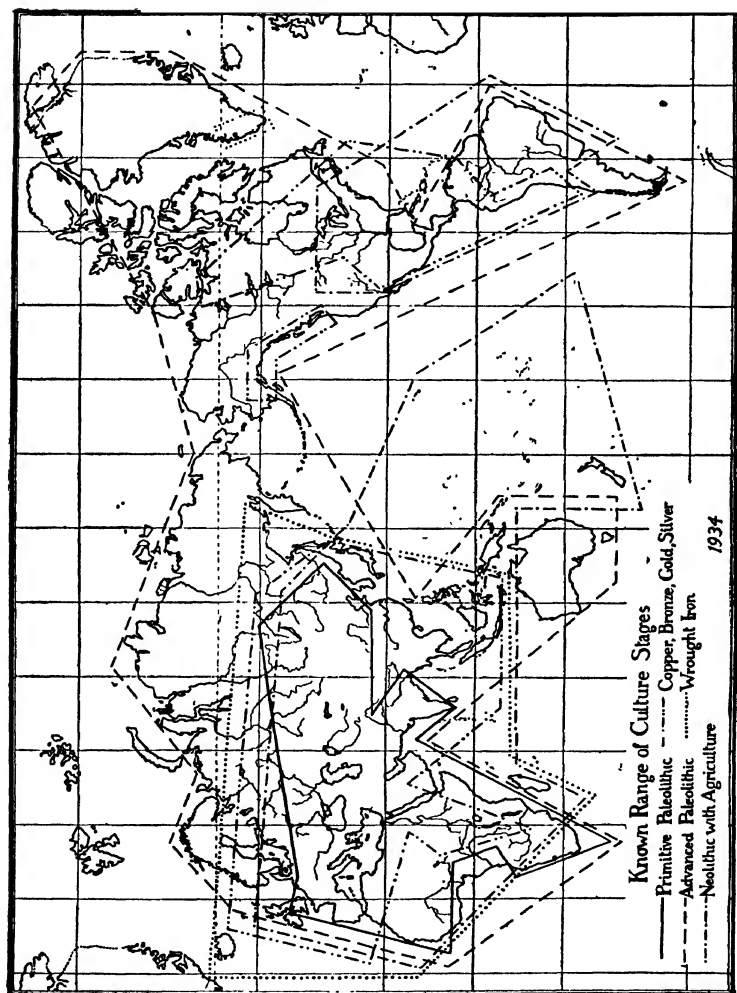 Known Range of Culture Stages
Primitive Paleolithic
Copper, Bronze, Gold, Silver
Advanced Paleolithic
Wrought Iron
Neolithic with Agriculture
1934